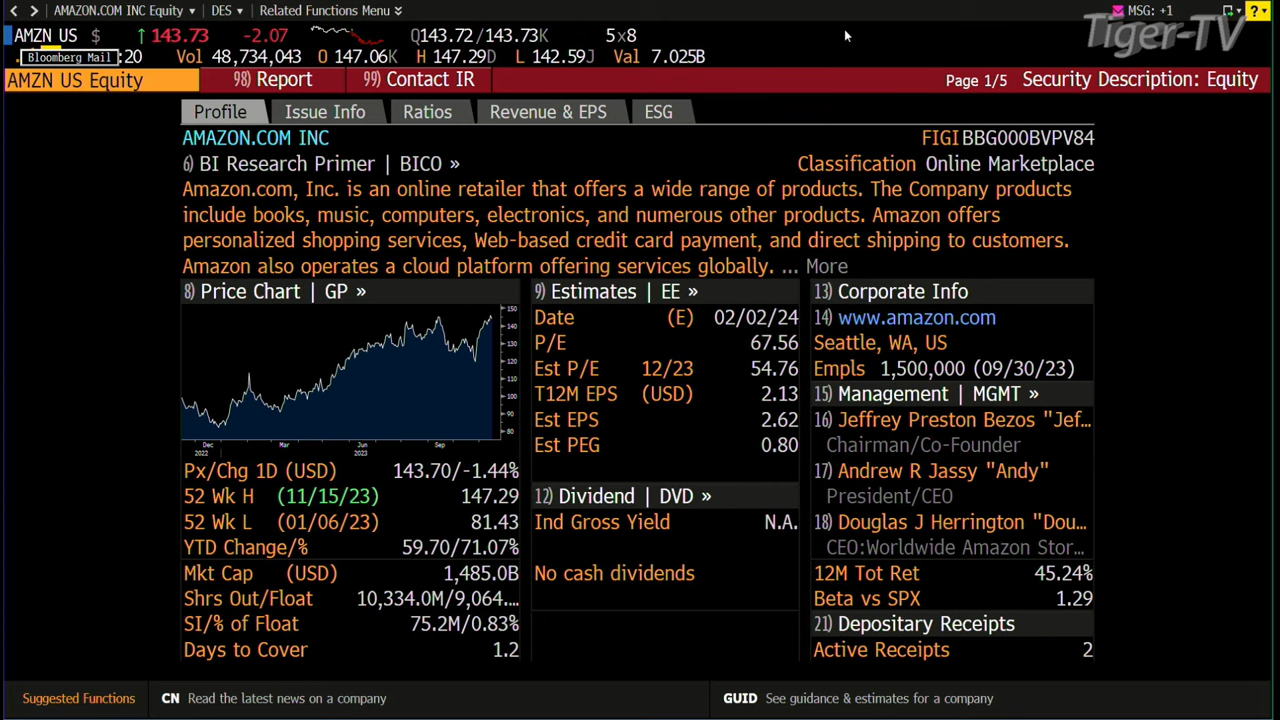 AMAZON.COM INC Equity DES Related Functions Menu MSG: +1 ?
AMZN US $ ↑ 143.73 -2.07 Q143.72/143.73K 5x8 Tiger-TV
Bloomberg Mail :20 Vol 48,734,043 O 147.06K H 147.29D L 142.59J Val 7.025B
AMZN US Equity 98) Report 99) Contact IR Page 1/5 Security Description: Equity
Profile Issue Info Ratios Revenue & EPS ESG
AMAZON.COM INC FIGI BBG000BVPV84
6) BI Research Primer | BICO » Classification Online Marketplace
Amazon.com, Inc. is an online retailer that offers a wide range of products. The Company products
include books, music, computers, electronics, and numerous other products. Amazon offers
personalized shopping services, Web-based credit card payment, and direct shipping to customers.
Amazon also operates a cloud platform offering services globally. ... More
8) Price Chart | GP »
150
140
130
120
110
100
90
80
Dec Mar Jun Sep
2022 2023
Px/Chg 1D (USD) 143.70/-1.44%
52 Wk H (11/15/23) 147.29
52 Wk L (01/06/23) 81.43
YTD Change/% 59.70/71.07%
Mkt Cap (USD) 1,485.0B
Shrs Out/Float 10,334.0M/9,064....
SI/% of Float 75.2M/0.83%
Days to Cover 1.2
9) Estimates | EE »
Date (E) 02/02/24
P/E 67.56
Est P/E 12/23 54.76
T12M EPS (USD) 2.13
Est EPS 2.62
Est PEG 0.80
12) Dividend | DVD »
Ind Gross Yield N.A.
No cash dividends
13) Corporate Info
14) www.amazon.com
Seattle, WA, US
Empls 1,500,000 (09/30/23)
15) Management | MGMT »
16) Jeffrey Preston Bezos "Jef...
Chairman/Co-Founder
17) Andrew R Jassy "Andy"
President/CEO
18) Douglas J Herrington "Dou...
CEO:Worldwide Amazon Stor...
12M Tot Ret 45.24%
Beta vs SPX 1.29
21) Depositary Receipts
Active Receipts 2
Suggested Functions CN Read the latest news on a company GUID See guidance & estimates for a company